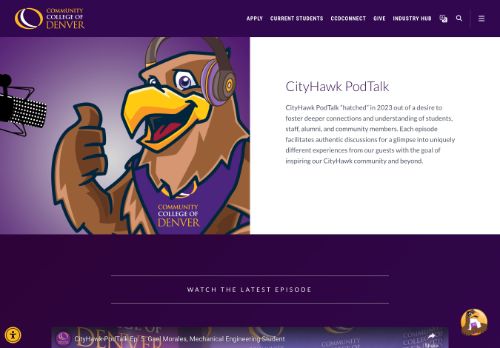 COMMUNITY
COLLEGE OF
DENVER
APPLY CURRENT STUDENTS CCDCONNECT GIVE INDUSTRY HUB
CityHawk PodTalk
CityHawk PodTalk "hatched" in 2023 out of a desire to
foster deeper connections and understanding of students,
staff, alumni, and community members. Each episode
facilitates authentic discussions for a glimpse into uniquely
different experiences from our guests with the goal of
inspiring our CityHawk community and beyond.
COMMUNITY
COLLEGE OF
DENVER
WATCH THE LATEST EPISODE
CityHawk PodTalk Ep. 5: Gael Morales, Mechanical Engineering Student